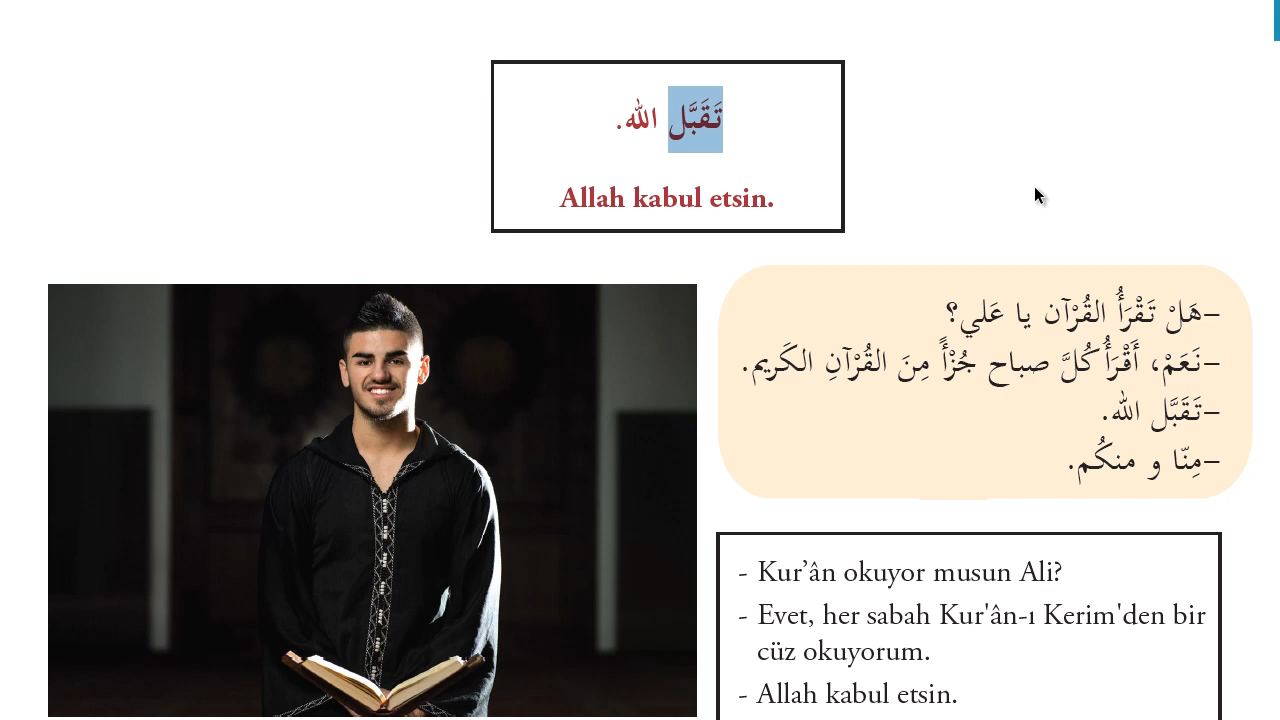 تَقَبَّل الله.
Allah kabul etsin.
–هَلْ تَقْرَأُ القُرْآن يا عَلي؟
–نَعَمْ، أَقْرَأُ كُلَّ صباح جُزْأً مِنَ القُرْآنِ الكَريم.
–تَقَبَّل الله.
–مِنّا و منكُم.
- Kur’ân okuyor musun Ali?
- Evet, her sabah Kur'ân-ı Kerim'den bir
cüz okuyorum.
- Allah kabul etsin.